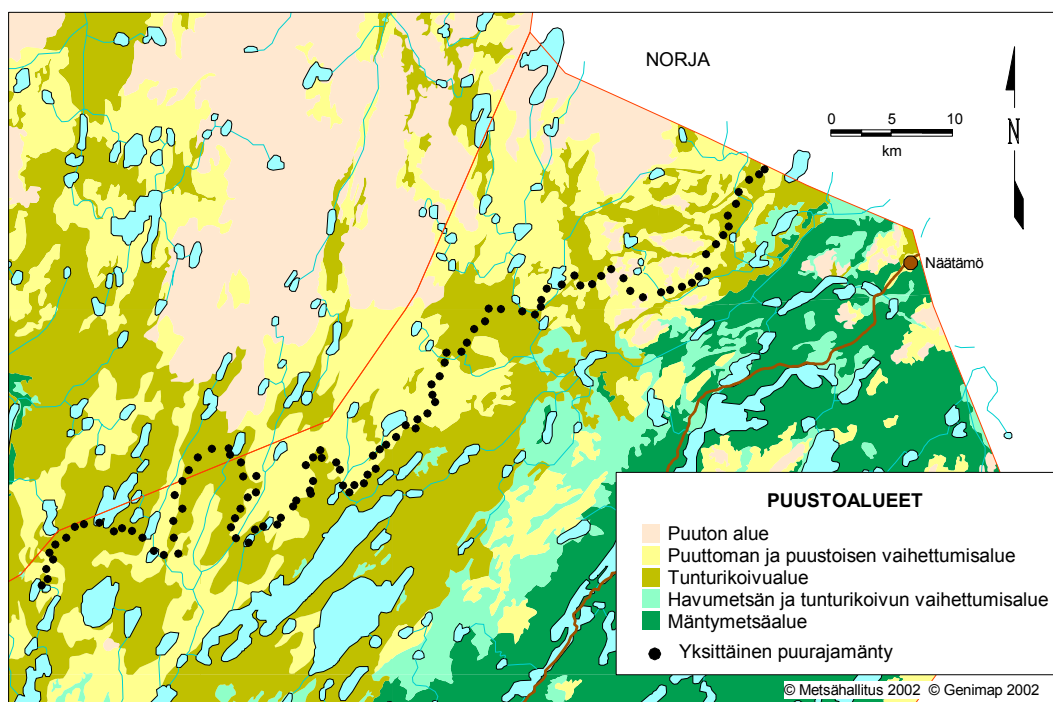 NORJA
0 5 10
km
N
Näätämö
PUUSTOALUEET
Puuton alue
Puuttoman ja puustoisen vaihettumisalue
Tunturikoivualue
Havumetsän ja tunturikoivun vaihettumisalue
Mäntymetsäalue
Yksittäinen puurajamänty
© Metsähallitus 2002 © Genimap 2002